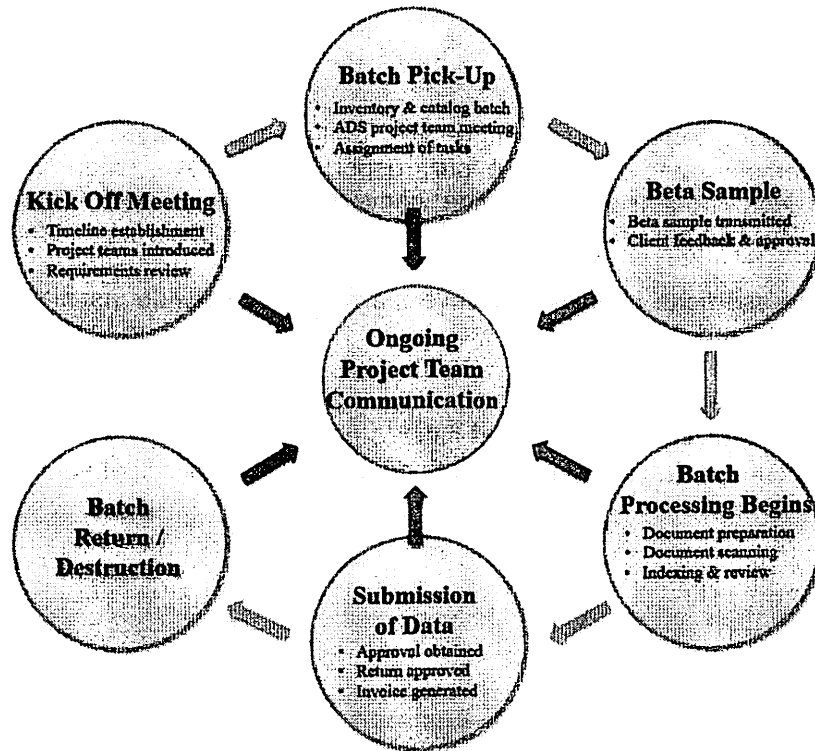 Batch Pick-Up
• Inventory & catalog batch
• ADS project team meeting
• Assignment of tasks
Kick Off Meeting
• Timeline establishment
• Project teams introduced
• Requirements review
Beta Sample
• Beta sample transmitted
• Client feedback & approval
Ongoing
Project Team
Communication
Batch
Processing Begins
• Document preparation
• Document scanning
• Indexing & review
Batch
Return /
Destruction
Submission
of Data
• Approval obtained
• Return approved
• Invoice generated